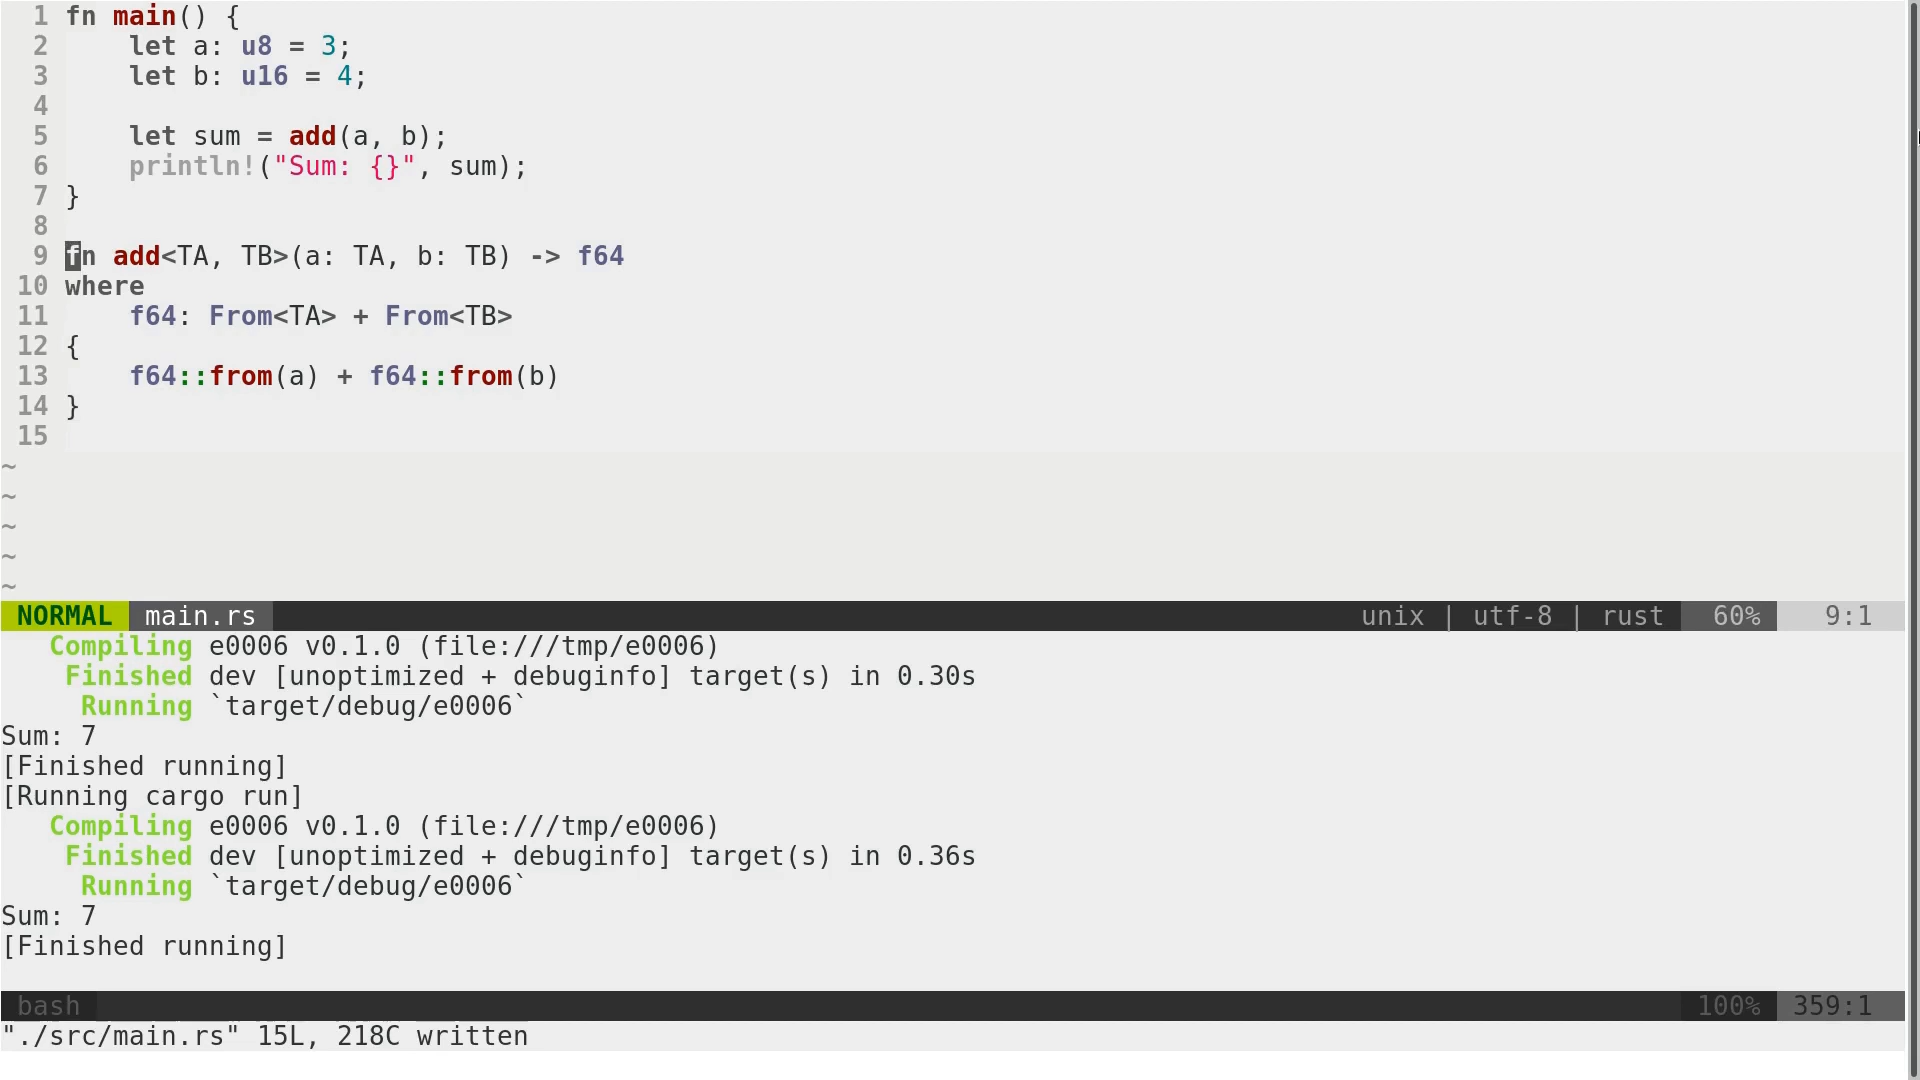 1 fn main() {
2     let a: u8 = 3;
3     let b: u16 = 4;
4
5     let sum = add(a, b);
6     println!("Sum: {}", sum);
7 }
8
9 fn add<TA, TB>(a: TA, b: TB) -> f64
10 where
11     f64: From<TA> + From<TB>
12 {
13     f64::from(a) + f64::from(b)
14 }
15
~
~
~
~
~
NORMAL main.rs unix | utf-8 | rust 60% 9:1
   Compiling e0006 v0.1.0 (file:///tmp/e0006)
    Finished dev [unoptimized + debuginfo] target(s) in 0.30s
     Running `target/debug/e0006`
Sum: 7
[Finished running]
[Running cargo run]
   Compiling e0006 v0.1.0 (file:///tmp/e0006)
    Finished dev [unoptimized + debuginfo] target(s) in 0.36s
     Running `target/debug/e0006`
Sum: 7
[Finished running]
bash 100% 359:1
"./src/main.rs" 15L, 218C written